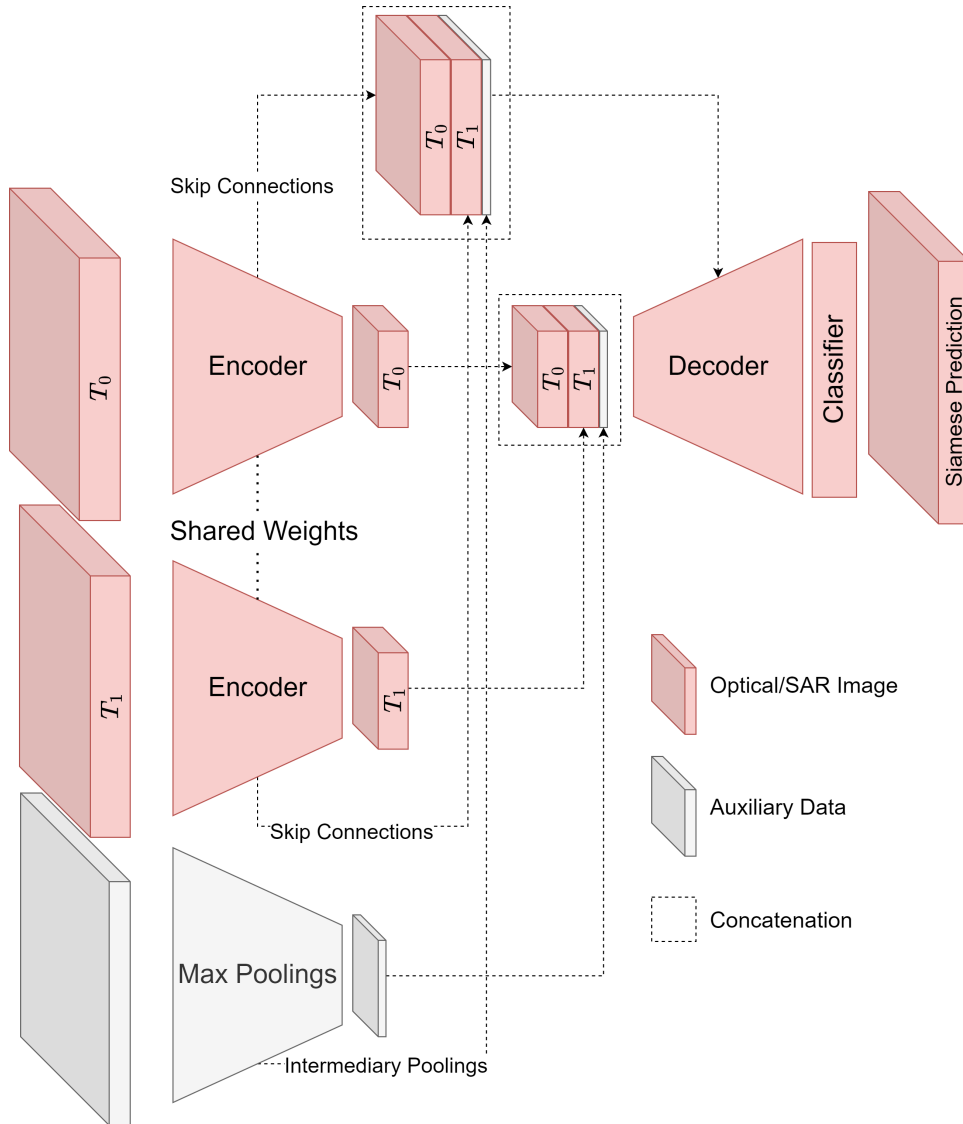 T₀
T₁
Skip Connections
T₀
Encoder
T₀
T₀
T₁
Decoder
Classifier
Siamese Prediction
Shared Weights
T₁
Encoder
T₁
Skip Connections
Optical/SAR Image
Auxiliary Data
Concatenation
Max Poolings
Intermediary Poolings